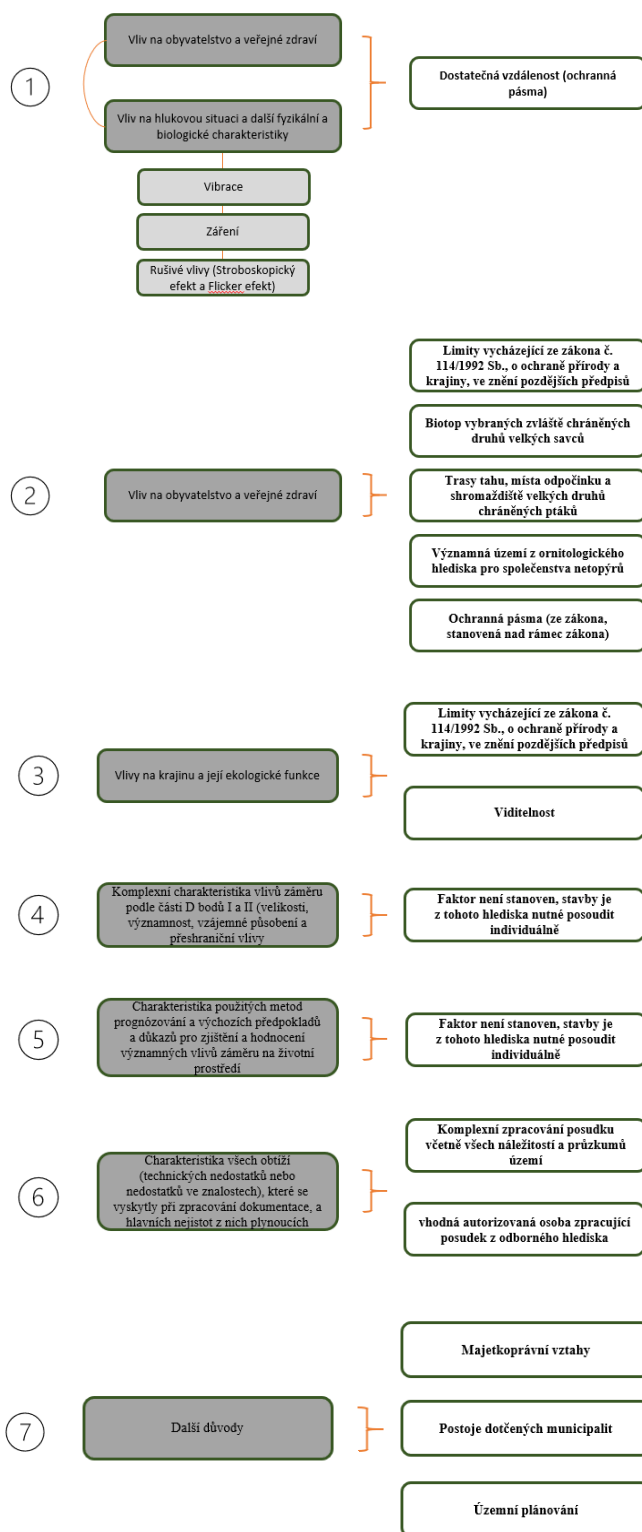 1
Vliv na obyvatelstvo a veřejné zdraví
Vliv na hlukovou situaci a další fyzikální a
biologické charakteristiky
Vibrace
Záření
Rušivé vlivy (Stroboskopický
efekt a Flicker efekt)
Dostatečná vzdálenost (ochranná
pásma)
2
Vliv na obyvatelstvo a veřejné zdraví
Limity vycházející ze zákona č.
114/1992 Sb., o ochraně přírody a
krajiny, ve znění pozdějších předpisů
Biotop vybraných zvláště chráněných
druhů velkých savců
Trasy tahu, místa odpočinku a
shromaždiště velkých druhů
chráněných ptáků
Významná území z ornitologického
hlediska pro společenstva netopýrů
Ochranná pásma (ze zákona,
stanovená nad rámec zákona)
3
Vlivy na krajinu a její ekologické funkce
Limity vycházející ze zákona č.
114/1992 Sb., o ochraně přírody a
krajiny, ve znění pozdějších předpisů
Viditelnost
4
Komplexní charakteristika vlivů záměru
podle části D bodů I a II (velikosti,
významnost, vzájemné působení a
přeshraniční vlivy
Faktor není stanoven, stavby je
z tohoto hlediska nutné posoudit
individuálně
5
Charakteristika použitých metod
prognózování a výchozích předpokladů
a důkazů pro zjištění a hodnocení
významných vlivů záměru na životní
prostředí
Faktor není stanoven, stavby je
z tohoto hlediska nutné posoudit
individuálně
6
Charakteristika všech obtíží
(technických nedostatků nebo
nedostatků ve znalostech), které se
vyskytly při zpracování dokumentace, a
hlavních nejistot z nich plynoucích
Komplexní zpracování posudku
včetně všech náležitostí a průzkumů
území
vhodná autorizovaná osoba zpracující
posudek z odborného hlediska
7
Další důvody
Majetkoprávní vztahy
Postoje dotčených municipalit
Územní plánování